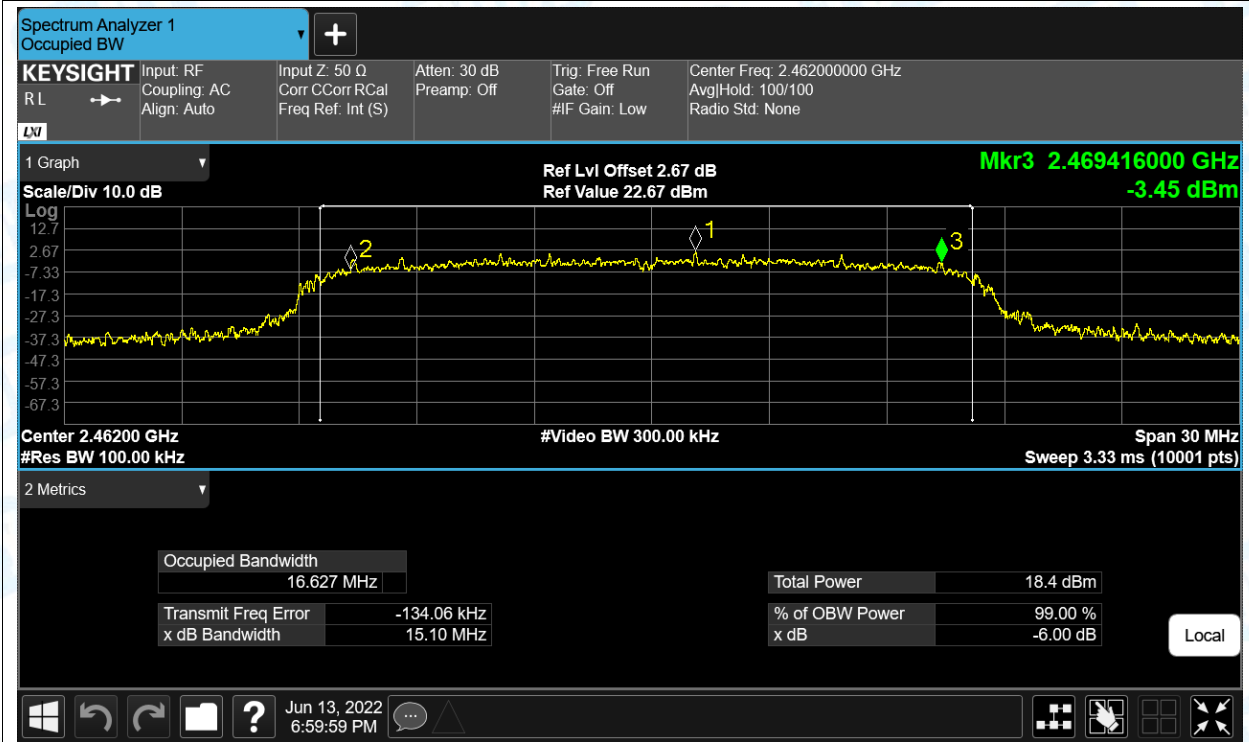 Spectrum Analyzer 1
Occupied BW
+
KEYSIGHT
R L
LXI
Input: RF
Coupling: AC
Align: Auto
Input Z: 50 Ω
Corr CCorr RCal
Freq Ref: Int (S)
Atten: 30 dB
Preamp: Off
Trig: Free Run
Gate: Off
#IF Gain: Low
Center Freq: 2.462000000 GHz
Avg|Hold: 100/100
Radio Std: None
1 Graph
Scale/Div 10.0 dB
Ref Lvl Offset 2.67 dB
Ref Value 22.67 dBm
Mkr3 2.469416000 GHz
-3.45 dBm
Log
12.7
2.67
-7.33
-17.3
-27.3
-37.3
-47.3
-57.3
-67.3
2
1
3
Center 2.46200 GHz
#Res BW 100.00 kHz
#Video BW 300.00 kHz
Span 30 MHz
Sweep 3.33 ms (10001 pts)
2 Metrics
Occupied Bandwidth
16.627 MHz
Transmit Freq Error -134.06 kHz
x dB Bandwidth 15.10 MHz
Total Power 18.4 dBm
% of OBW Power 99.00 %
x dB -6.00 dB
Local
?
Jun 13, 2022
6:59:59 PM